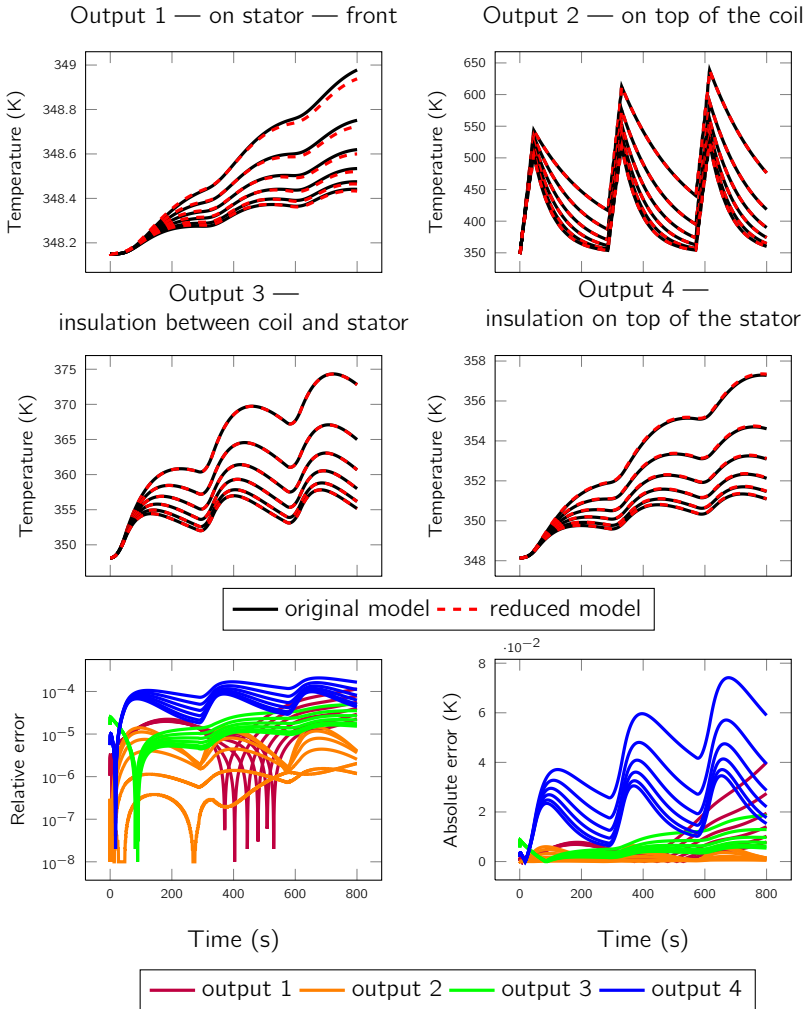 Output 1 — on stator — front
Output 2 — on top of the coil
349
348.8
348.6
348.4
348.2
Temperature (K)
650
600
550
500
450
400
350
Temperature (K)
Output 3 —
insulation between coil and stator
Output 4 —
insulation on top of the stator
375
370
365
360
355
350
Temperature (K)
358
356
354
352
350
348
Temperature (K)
original model
reduced model
10⁻⁴
10⁻⁵
10⁻⁶
10⁻⁷
10⁻⁸
Relative error
0 200 400 600 800
Time (s)
·10⁻²
8
6
4
2
0
Absolute error (K)
0 200 400 600 800
Time (s)
output 1 output 2 output 3 output 4